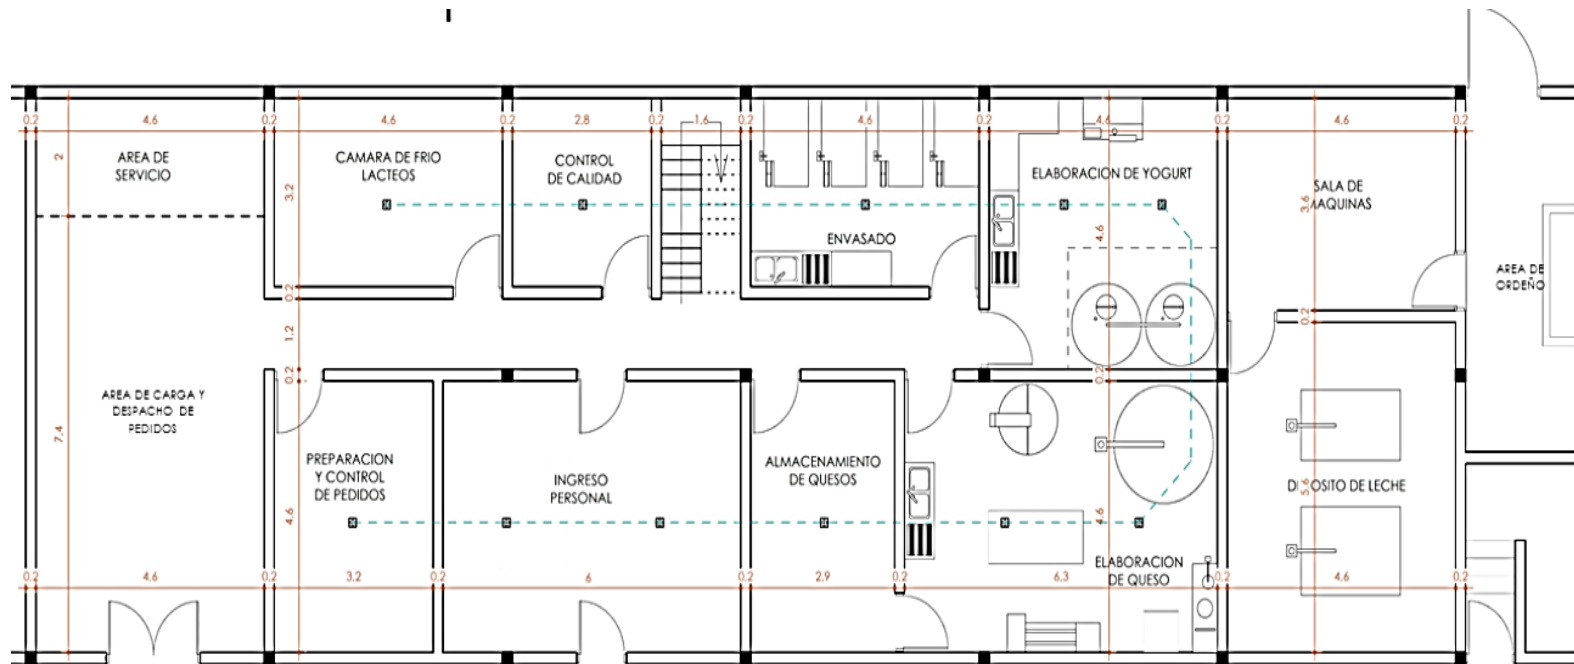 0.2 4.6 0.2 4.6 0.2 2.8 0.2 1.6 0.2 4.6 0.2 4.6 0.2 4.6 0.2
2
AREA DE
SERVICIO
CAMARA DE FRIO
LACTEOS
3.2
CONTROL
DE CALIDAD
ENVASADO
ELABORACION DE YOGURT
4.6
SALA DE
MAQUINAS
3.6
AREA DE
ORDEÑO
0.2
1.2
0.2
0.2
0.2
AREA DE CARGA Y
DESPACHO DE
PEDIDOS
7.4
PREPARACION
Y CONTROL
DE PEDIDOS
4.6
INGRESO
PERSONAL
ALMACENAMIENTO
DE QUESOS
4.6
ELABORACION
DE QUESO
DEPOSITO DE LECHE
5.6
0.2 4.6 0.2 3.2 0.2 6 0.2 2.9 0.2 6.3 0.2 4.6 0.2